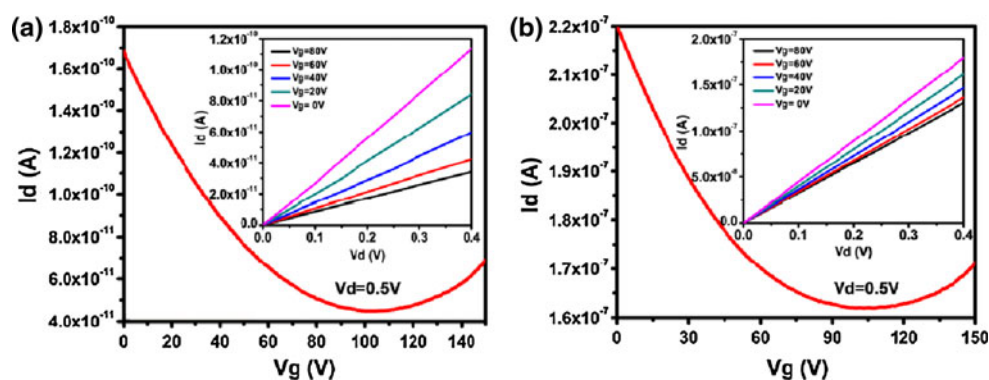 (a)
1.8x10⁻¹⁰
1.6x10⁻¹⁰
1.4x10⁻¹⁰
1.2x10⁻¹⁰
1.0x10⁻¹⁰
8.0x10⁻¹¹
6.0x10⁻¹¹
4.0x10⁻¹¹
Id (A)
0 20 40 60 80 100 120 140
Vg (V)
Vd=0.5V
1.2x10⁻¹⁰
1.0x10⁻¹⁰
8.0x10⁻¹¹
6.0x10⁻¹¹
4.0x10⁻¹¹
2.0x10⁻¹¹
0.0
Id (A)
Vg=80V
Vg=60V
Vg=40V
Vg=20V
Vg= 0V
0.0 0.1 0.2 0.3 0.4
Vd (V)
(b)
2.2x10⁻⁷
2.1x10⁻⁷
2.0x10⁻⁷
1.9x10⁻⁷
1.8x10⁻⁷
1.7x10⁻⁷
1.6x10⁻⁷
Id (A)
0 30 60 90 120 150
Vg (V)
Vd=0.5V
2.0x10⁻⁷
1.5x10⁻⁷
1.0x10⁻⁷
5.0x10⁻⁸
0.0
Id (A)
Vg=80V
Vg=60V
Vg=40V
Vg=20V
Vg= 0V
0.0 0.1 0.2 0.3 0.4
Vd (V)